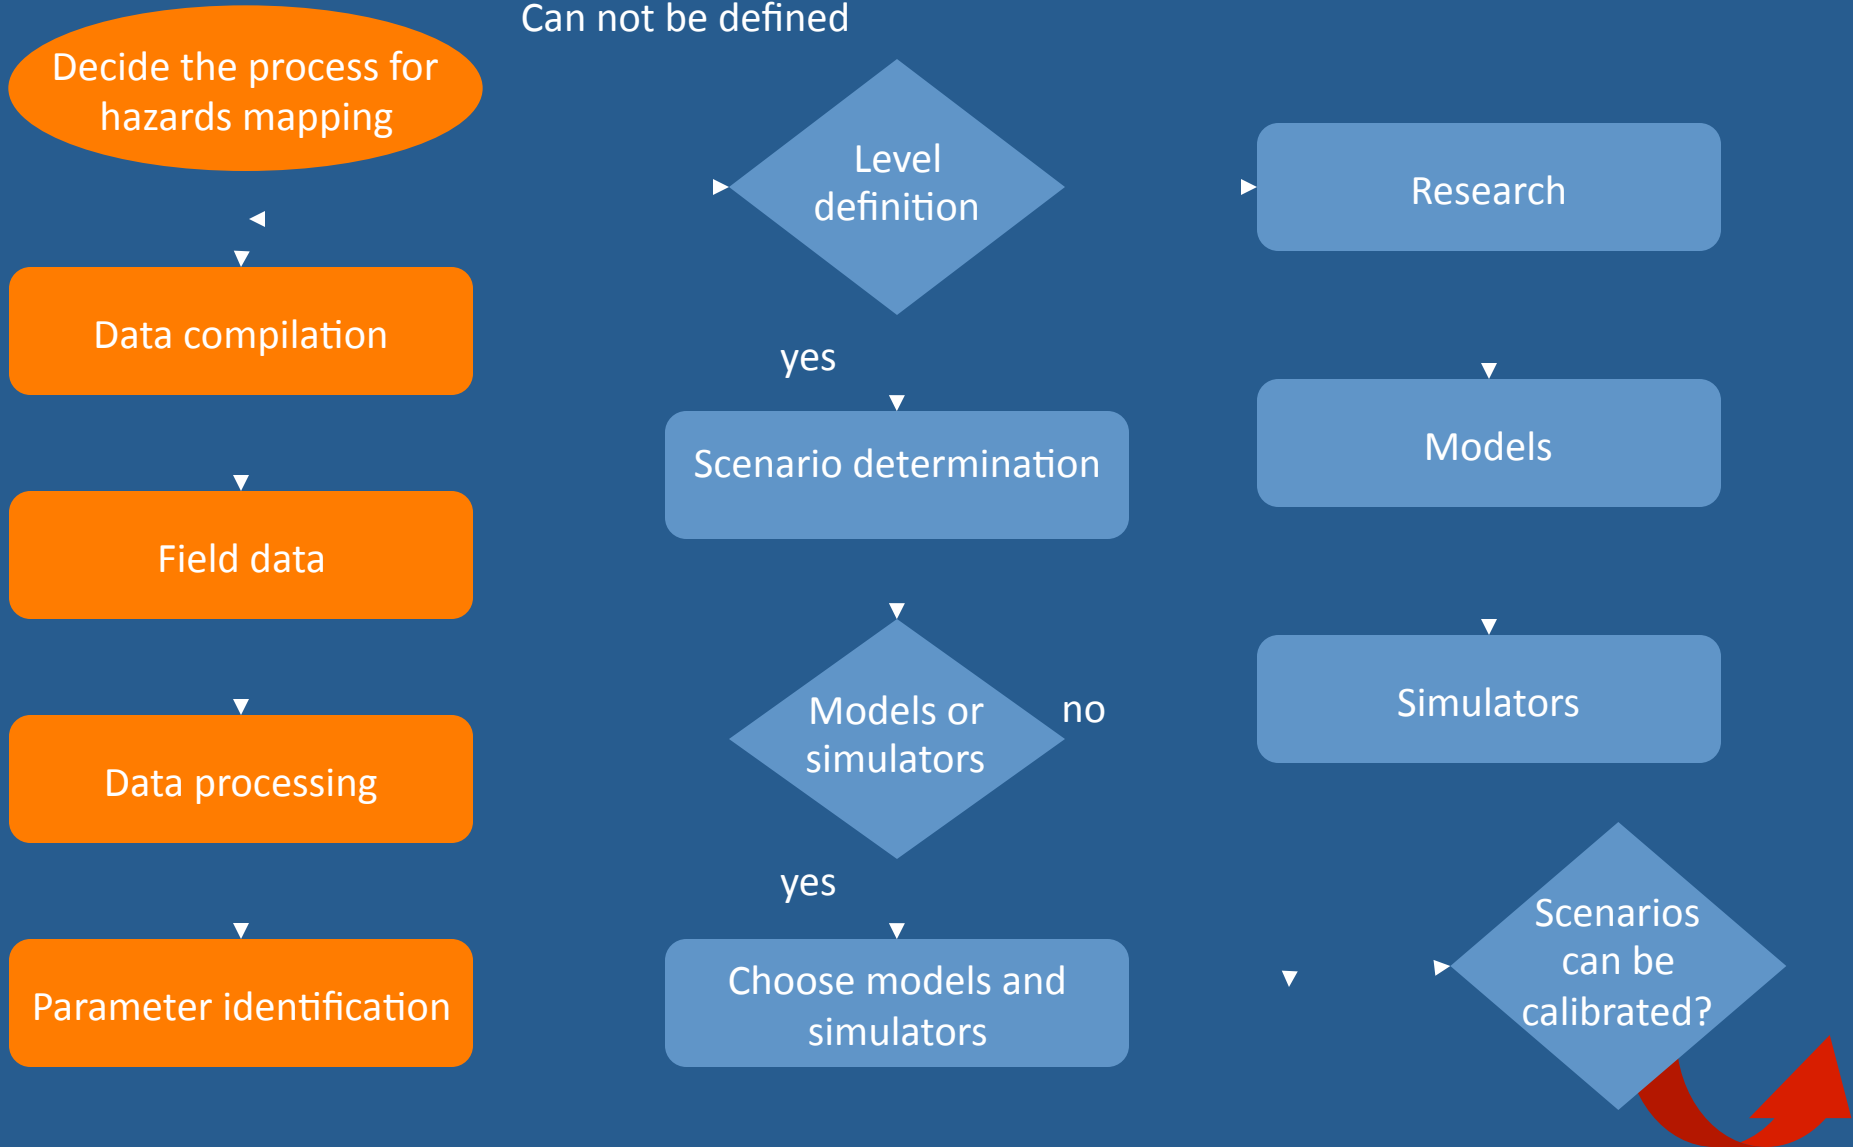 Can not be defined
Decide the process for
hazards mapping
Data compilation
Field data
Data processing
Parameter identification
Level
definition
yes
Scenario determination
Models or
simulators
no
yes
Choose models and
simulators
Research
Models
Simulators
Scenarios
can be
calibrated?